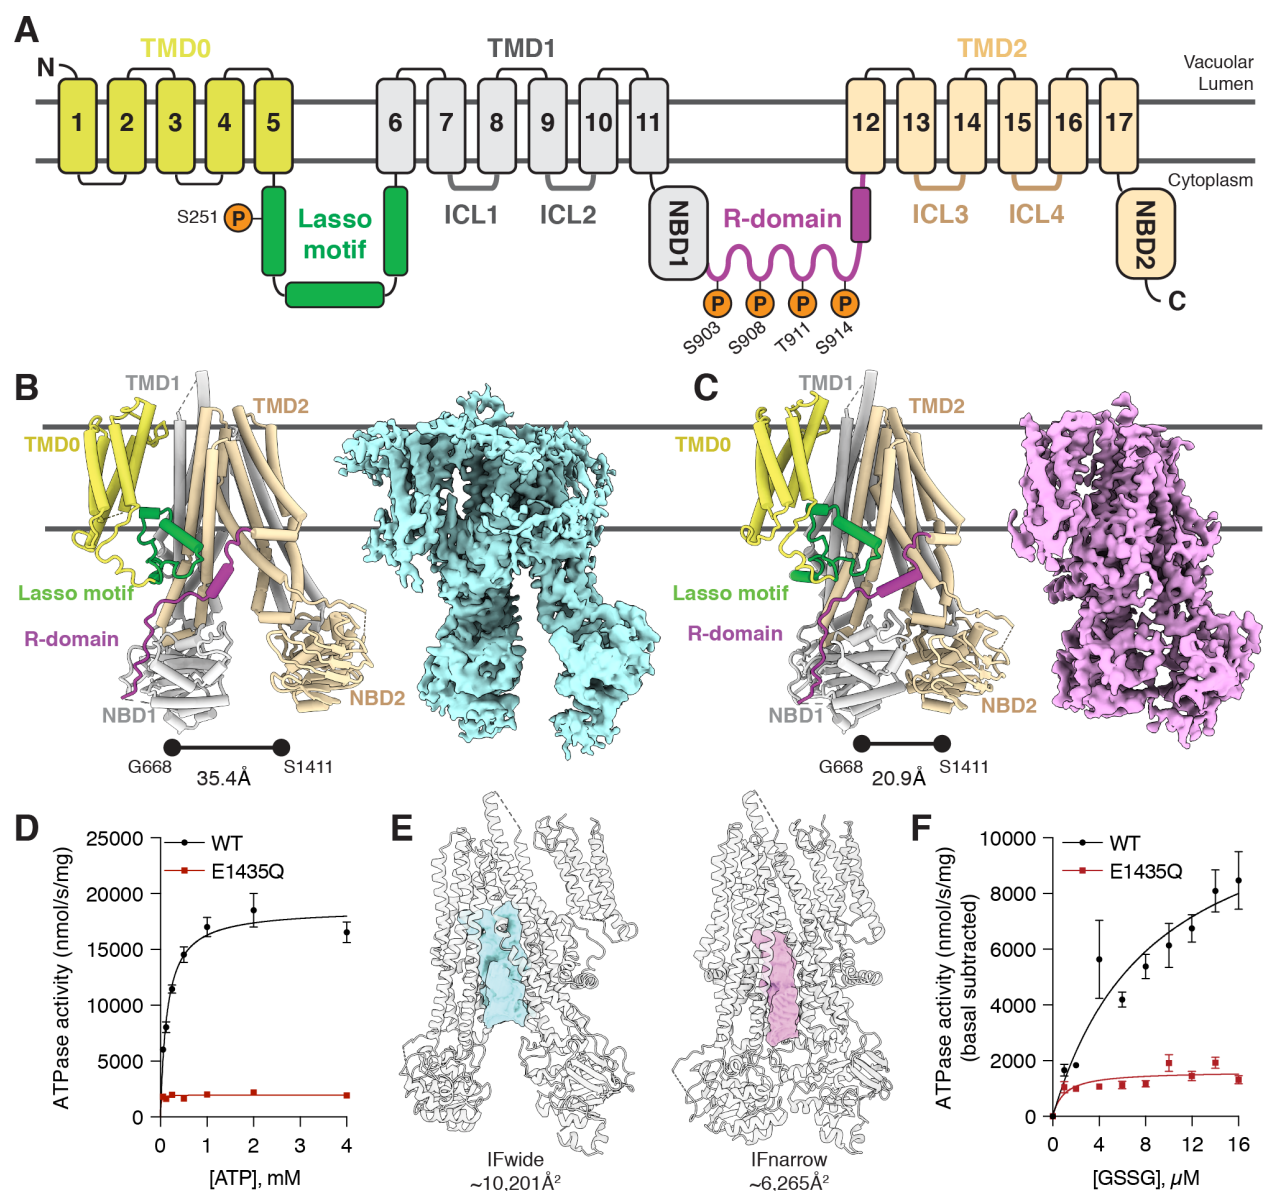 A
TMD0
TMD1
TMD2
Vacuolar
Lumen
N
1
2
3
4
5
6
7
8
9
10
11
12
13
14
15
16
17
Cytoplasm
S251
P
Lasso
motif
ICL1
ICL2
NBD1
R-domain
ICL3
ICL4
NBD2
C
P
P
P
P
S903
S908
T911
S914
B
TMD1
TMD2
TMD0
Lasso motif
R-domain
NBD1
NBD2
G668
S1411
35.4Å
C
TMD1
TMD2
TMD0
Lasso motif
R-domain
NBD1
NBD2
G668
S1411
20.9Å
D
ATPase activity (nmol/s/mg)
25000
20000
15000
10000
5000
0
WT
E1435Q
0
1
2
3
4
[ATP], mM
E
IFwide
~10,201Å²
IFnarrow
~6,265Å²
F
ATPase activity (nmol/s/mg)
(basal subtracted)
10000
8000
6000
4000
2000
0
WT
E1435Q
0
4
8
12
16
[GSSG], µM